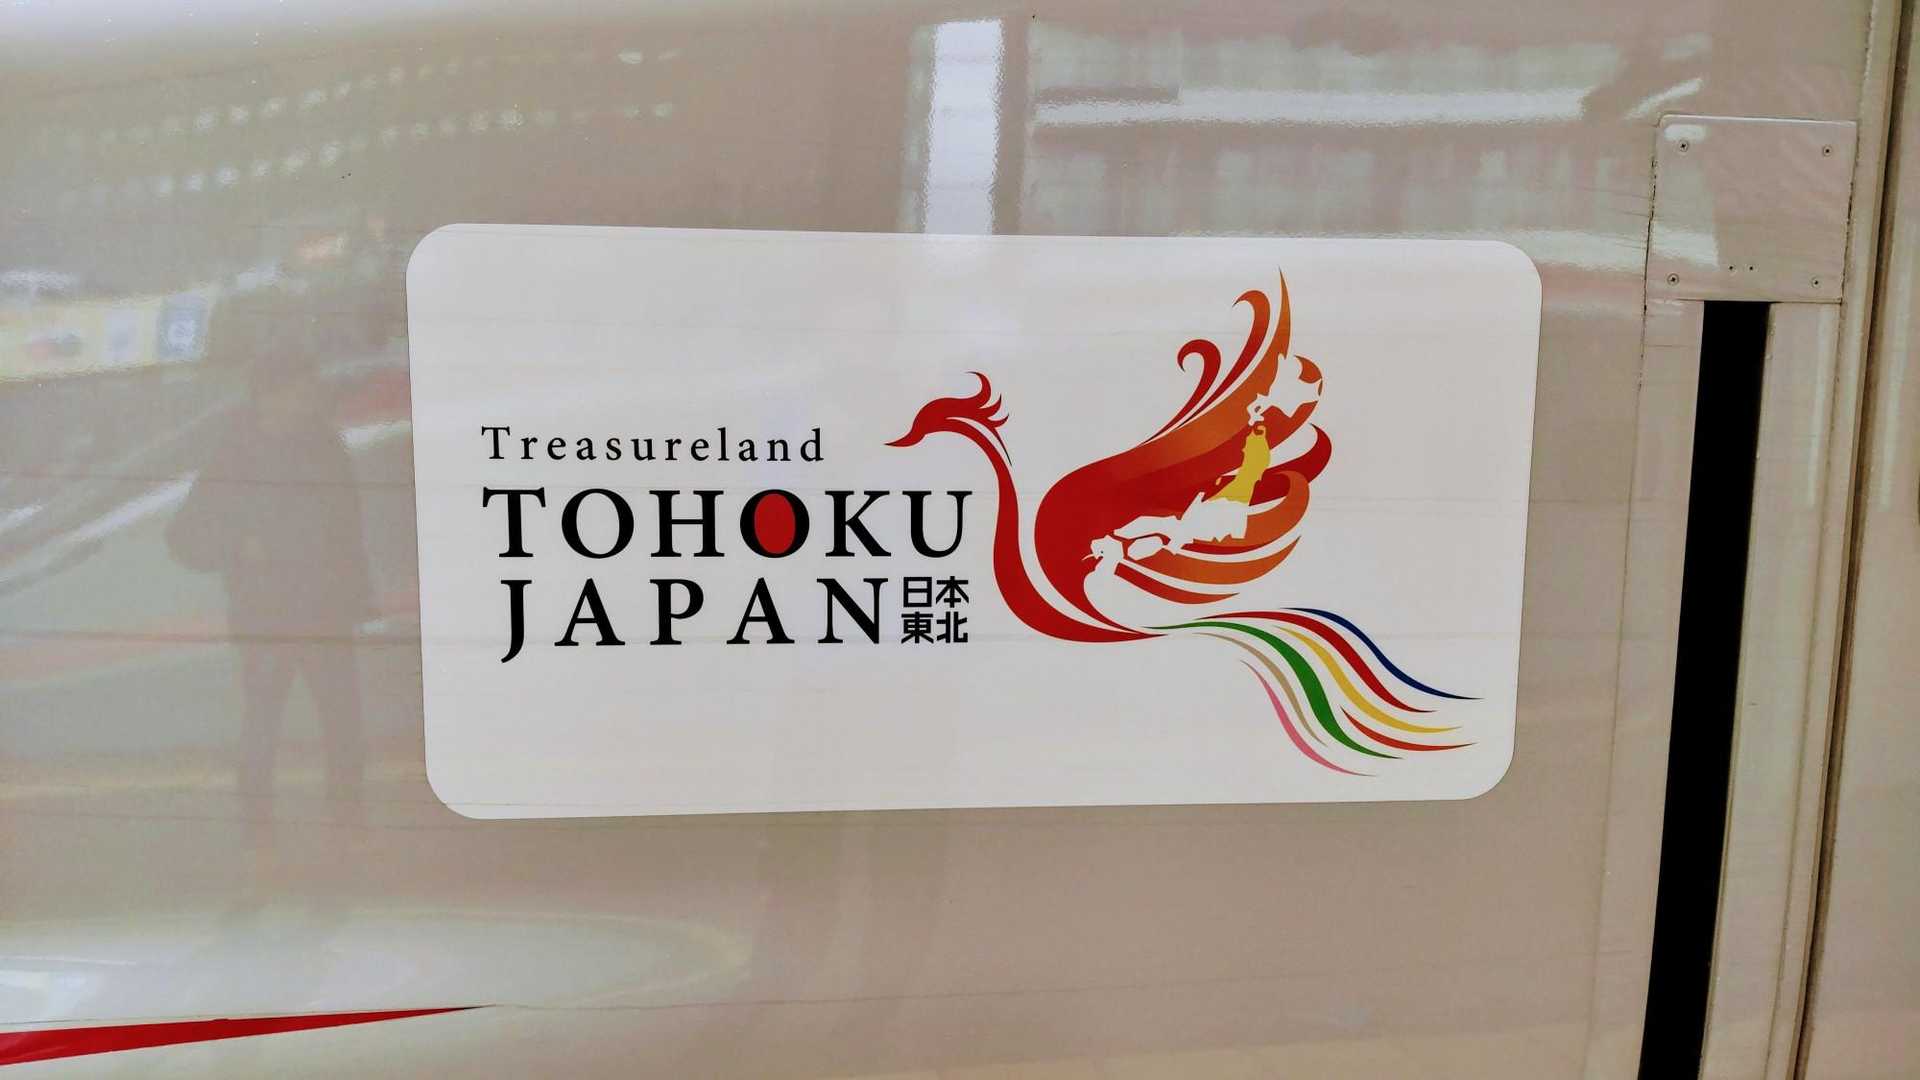 Treasureland
TOHOKU
JAPAN 日本
東北